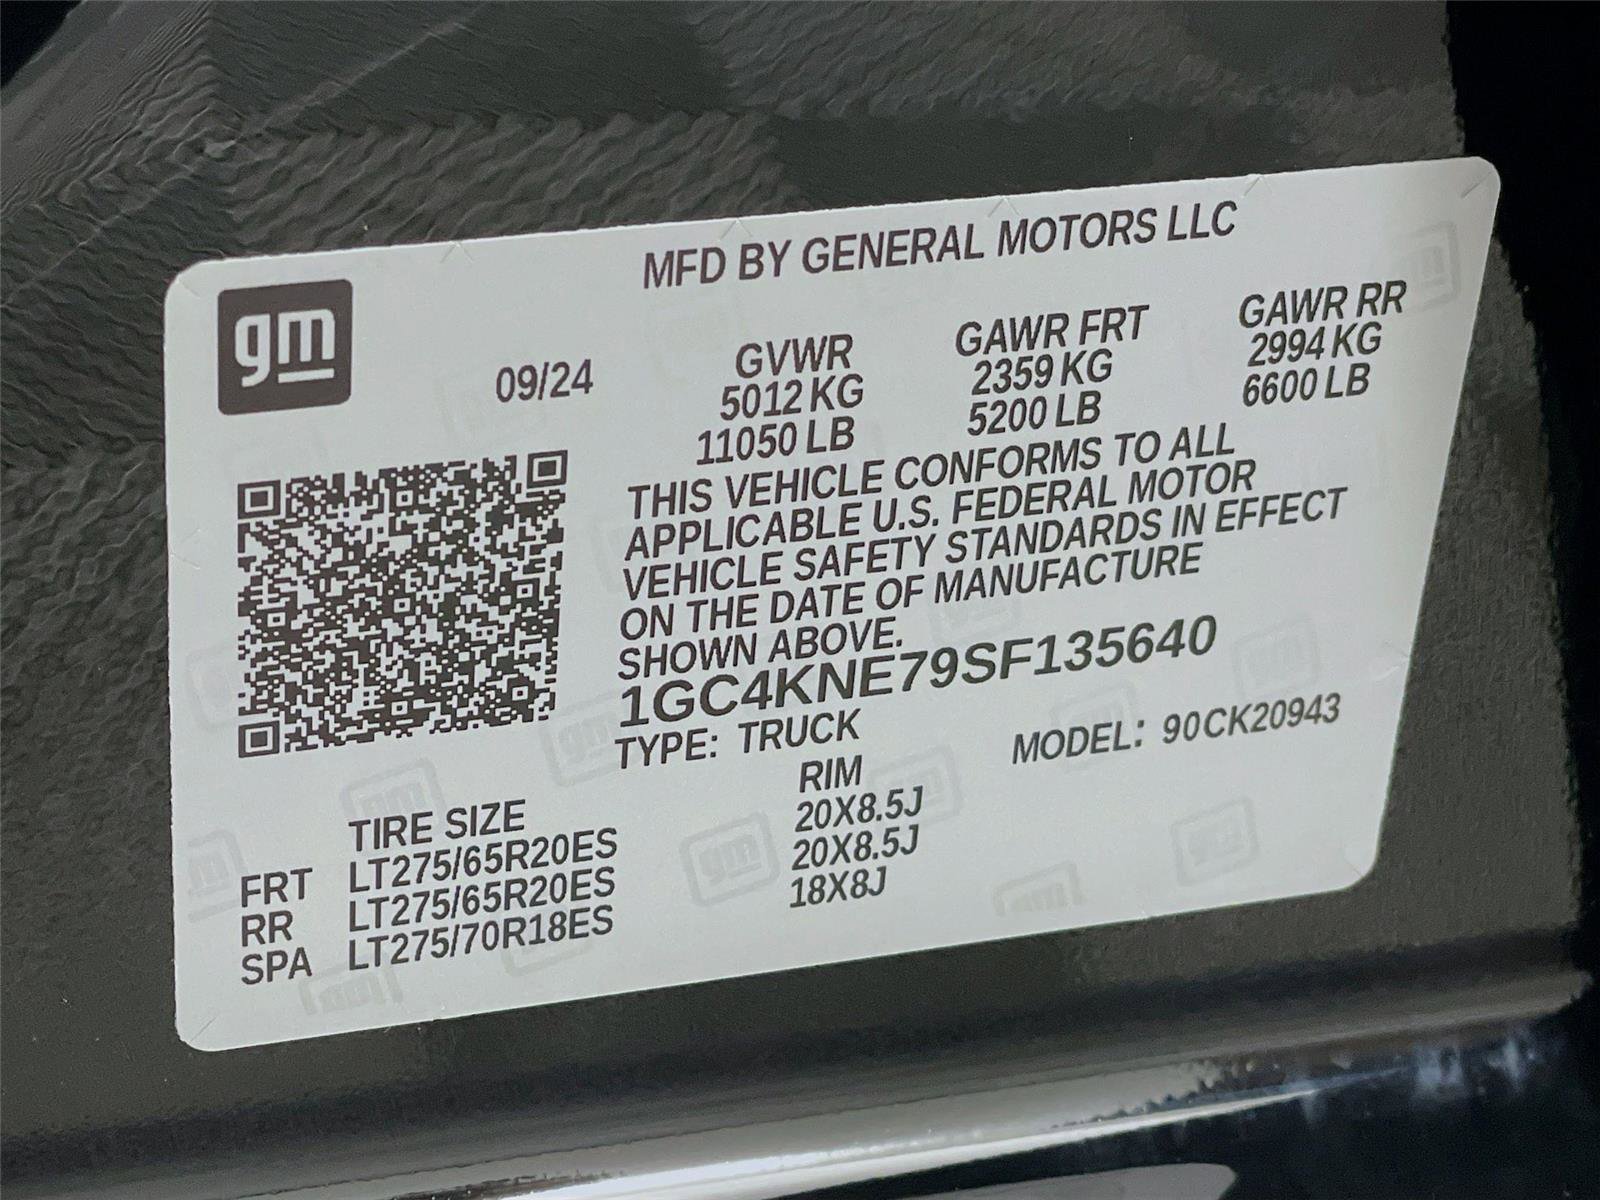 MFD BY GENERAL MOTORS LLC
gm
09/24
GVWR GAWR FRT GAWR RR
5012 KG 2359 KG 2994 KG
11050 LB 5200 LB 6600 LB
THIS VEHICLE CONFORMS TO ALL
APPLICABLE U.S. FEDERAL MOTOR
VEHICLE SAFETY STANDARDS IN EFFECT
ON THE DATE OF MANUFACTURE
SHOWN ABOVE.
1GC4KNE79SF135640
TYPE: TRUCK MODEL: 90CK20943
TIRE SIZE RIM
FRT LT275/65R20ES 20X8.5J
RR LT275/65R20ES 20X8.5J
SPA LT275/70R18ES 18X8J